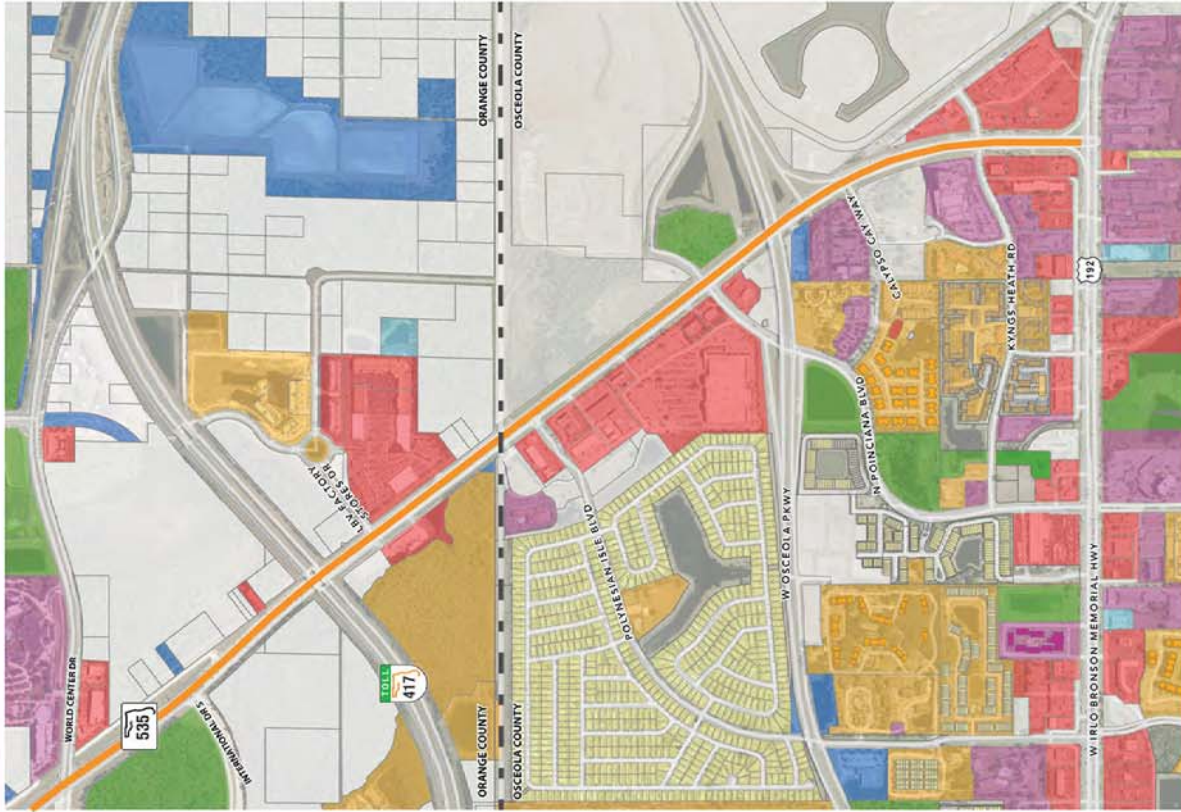 ORANGE COUNTY
OSCEOLA COUNTY
WORLD CENTER DR
535
INTERNATIONAL DR S
LBV FACTORY
STORES DR
TOLL
417
ORANGE COUNTY
OSCEOLA COUNTY
POLYNESIAN ISLE BLVD
W OSCEOLA PKWY
N POINCIANA BLVD
CALYPSO CAY WAY
KYNGS HEATH RD
192
W IRLO BRONSON MEMORIAL HWY